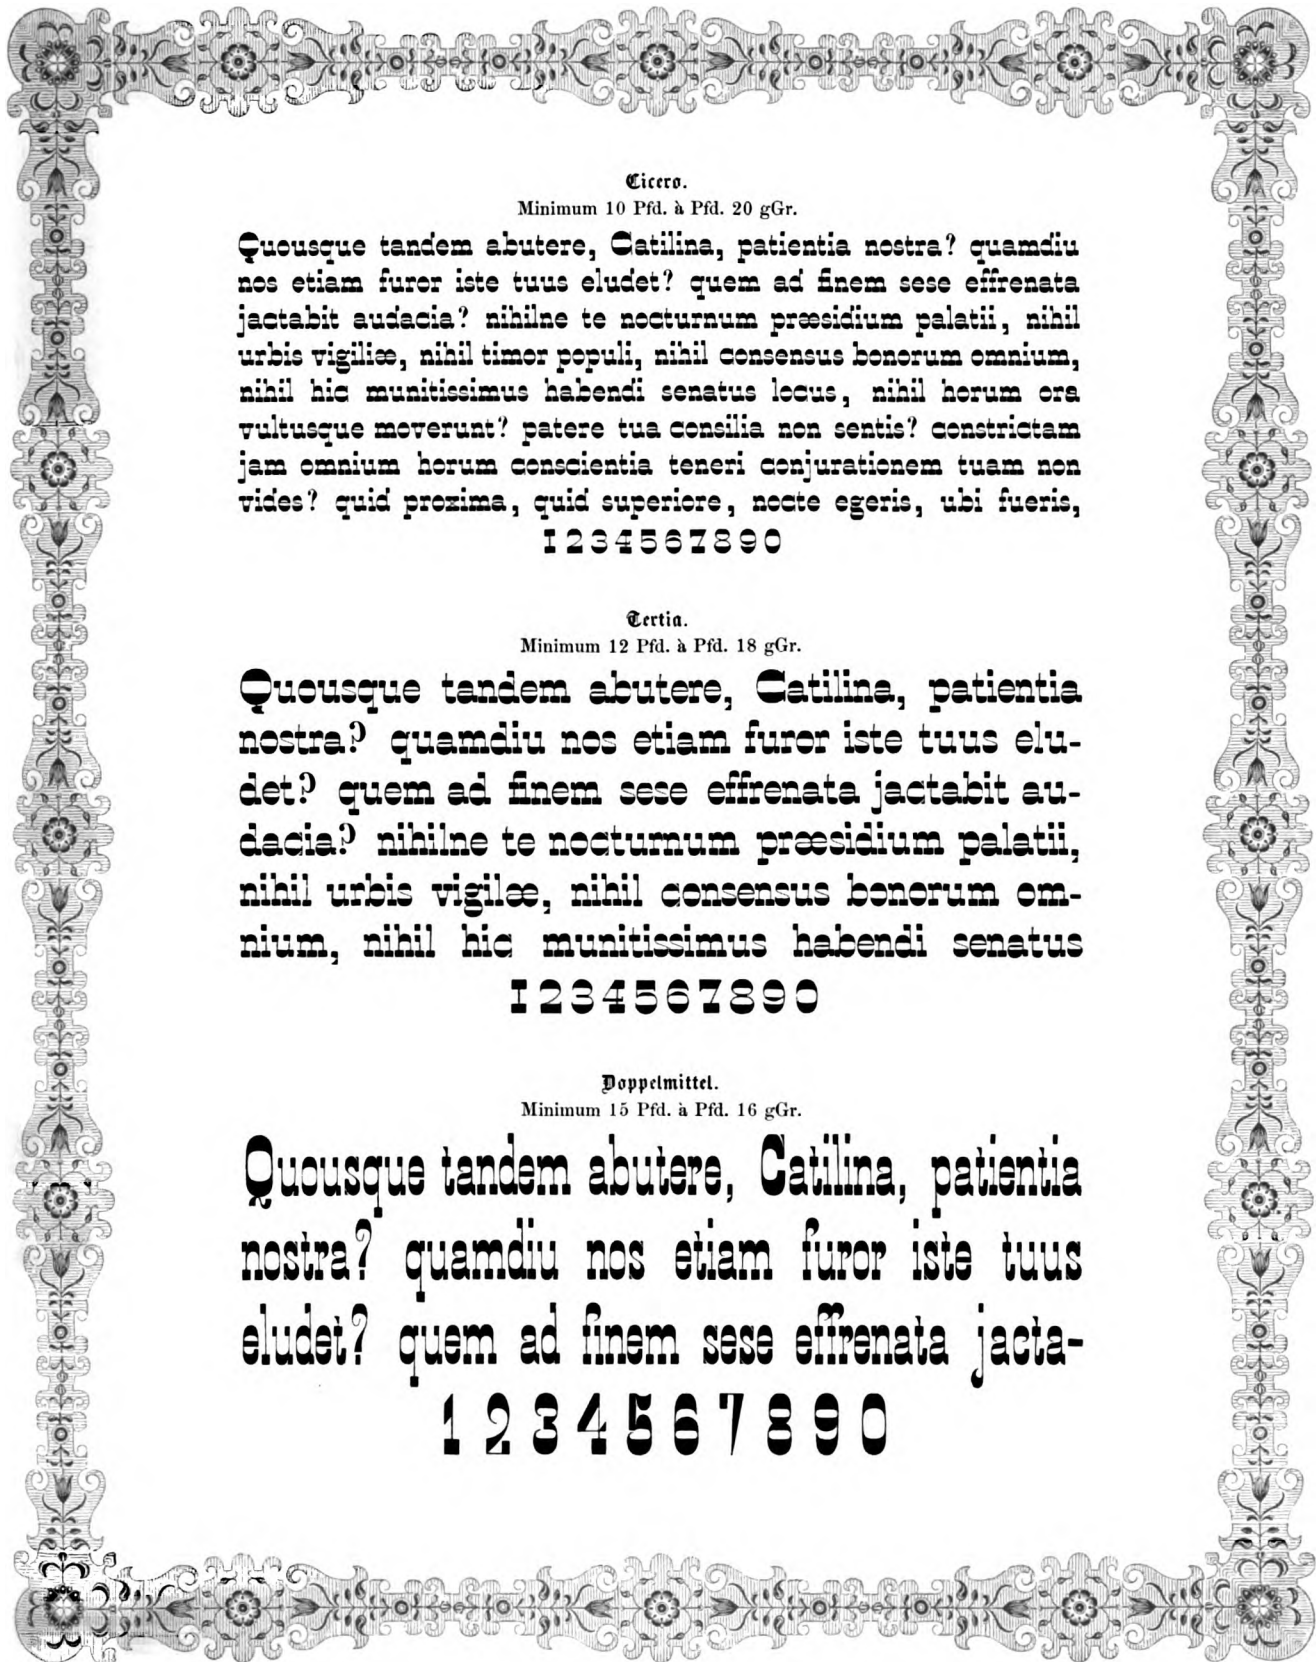 Cicero.
Minimum 10 Pfd. à Pfd. 20 gGr.
Quousque tandem abutere, Catilina, patientia nostra? quamdiu
nos etiam furor iste tuus eludet? quem ad finem sese effrenata
jactabit audacia? nihilne te nocturnum præsidium palatii, nihil
urbis vigiliæ, nihil timor populi, nihil consensus bonorum omnium,
nihil hic munitissimus habendi senatus locus, nihil horum ora
vultusque moverunt? patere tua consilia non sentis? constrictam
jam omnium horum conscientia teneri conjurationem tuam non
vides? quid proxima, quid superiore, nocte egeris, ubi fueris,
1234567890
Tertia.
Minimum 12 Pfd. à Pfd. 18 gGr.
Quousque tandem abutere, Catilina, patientia
nostra? quamdiu nos etiam furor iste tuus elu-
det? quem ad finem sese effrenata jactabit au-
dacia? nihilne te nocturnum præsidium palatii,
nihil urbis vigilæ, nihil consensus bonorum om-
nium, nihil hic munitissimus habendi senatus
1234567890
Doppelmittel.
Minimum 15 Pfd. à Pfd. 16 gGr.
Quousque tandem abutere, Catilina, patientia
nostra? quamdiu nos etiam furor iste tuus
eludet? quem ad finem sese effrenata jacta-
1234567890